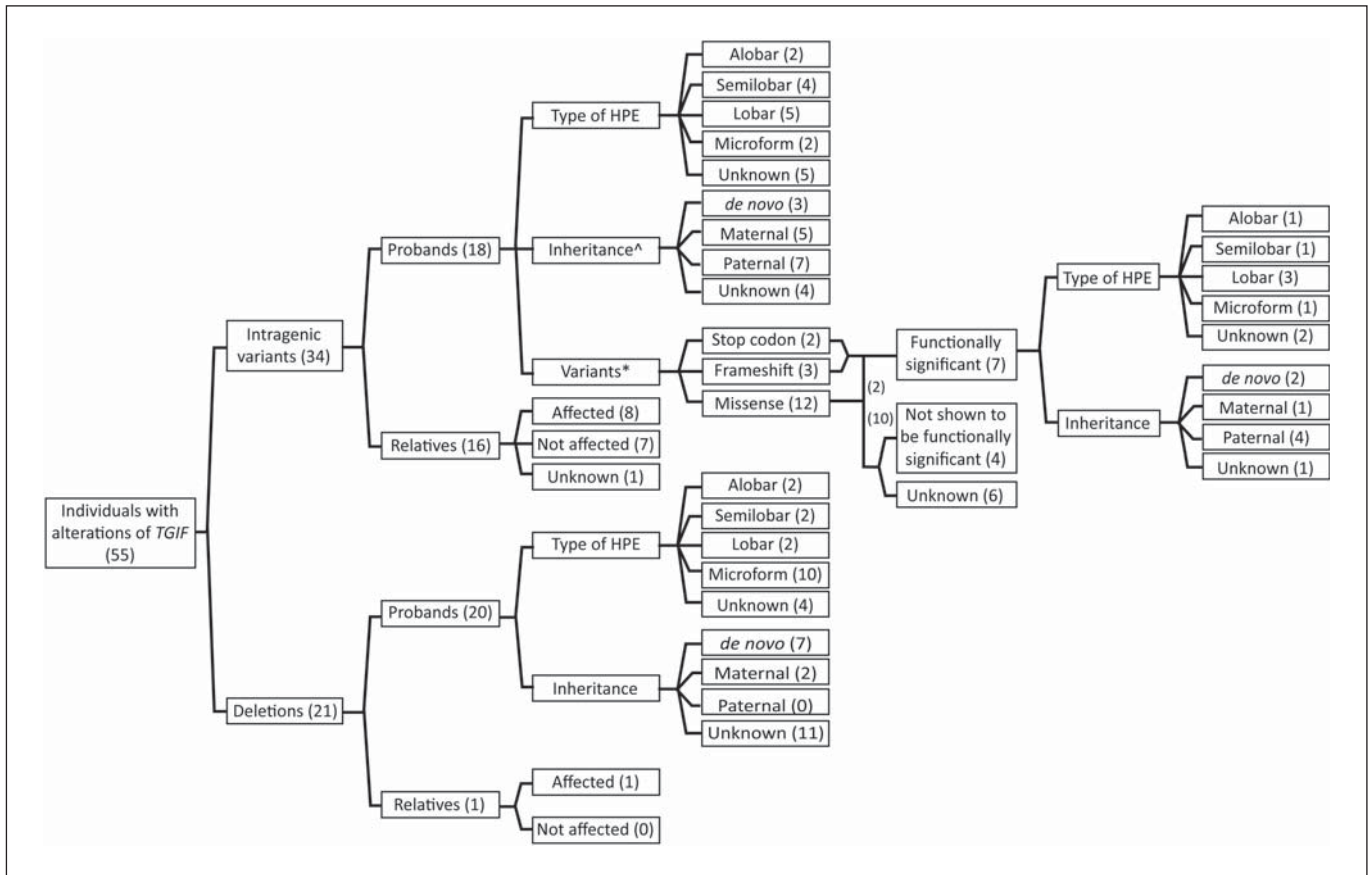 Individuals with
alterations of TGIF
(55)
Intragenic
variants (34)
Probands (18)
Type of HPE
Alobar (2)
Semilobar (4)
Lobar (5)
Microform (2)
Unknown (5)
Inheritance^
de novo (3)
Maternal (5)
Paternal (7)
Unknown (4)
Variants*
Stop codon (2)
Frameshift (3)
Missense (12)
(2)
(10)
Functionally
significant (7)
Not shown to
be functionally
significant (4)
Unknown (6)
Type of HPE
Alobar (1)
Semilobar (1)
Lobar (3)
Microform (1)
Unknown (2)
Inheritance
de novo (2)
Maternal (1)
Paternal (4)
Unknown (1)
Relatives (16)
Affected (8)
Not affected (7)
Unknown (1)
Deletions (21)
Probands (20)
Type of HPE
Alobar (2)
Semilobar (2)
Lobar (2)
Microform (10)
Unknown (4)
Inheritance
de novo (7)
Maternal (2)
Paternal (0)
Unknown (11)
Relatives (1)
Affected (1)
Not affected (0)